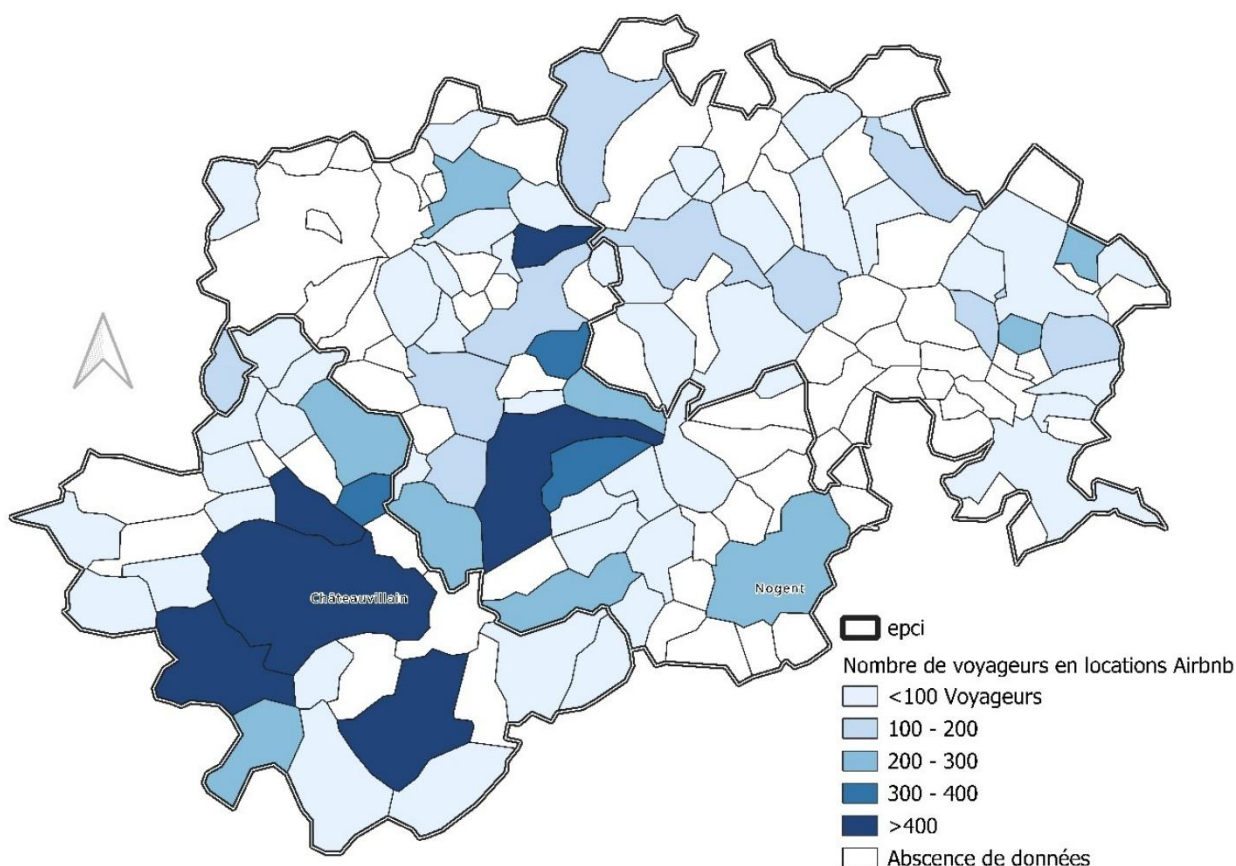 Châteauvillain
Nogent
epci
Nombre de voyageurs en locations Airbnb
<100 Voyageurs
100 - 200
200 - 300
300 - 400
>400
Abscence de données